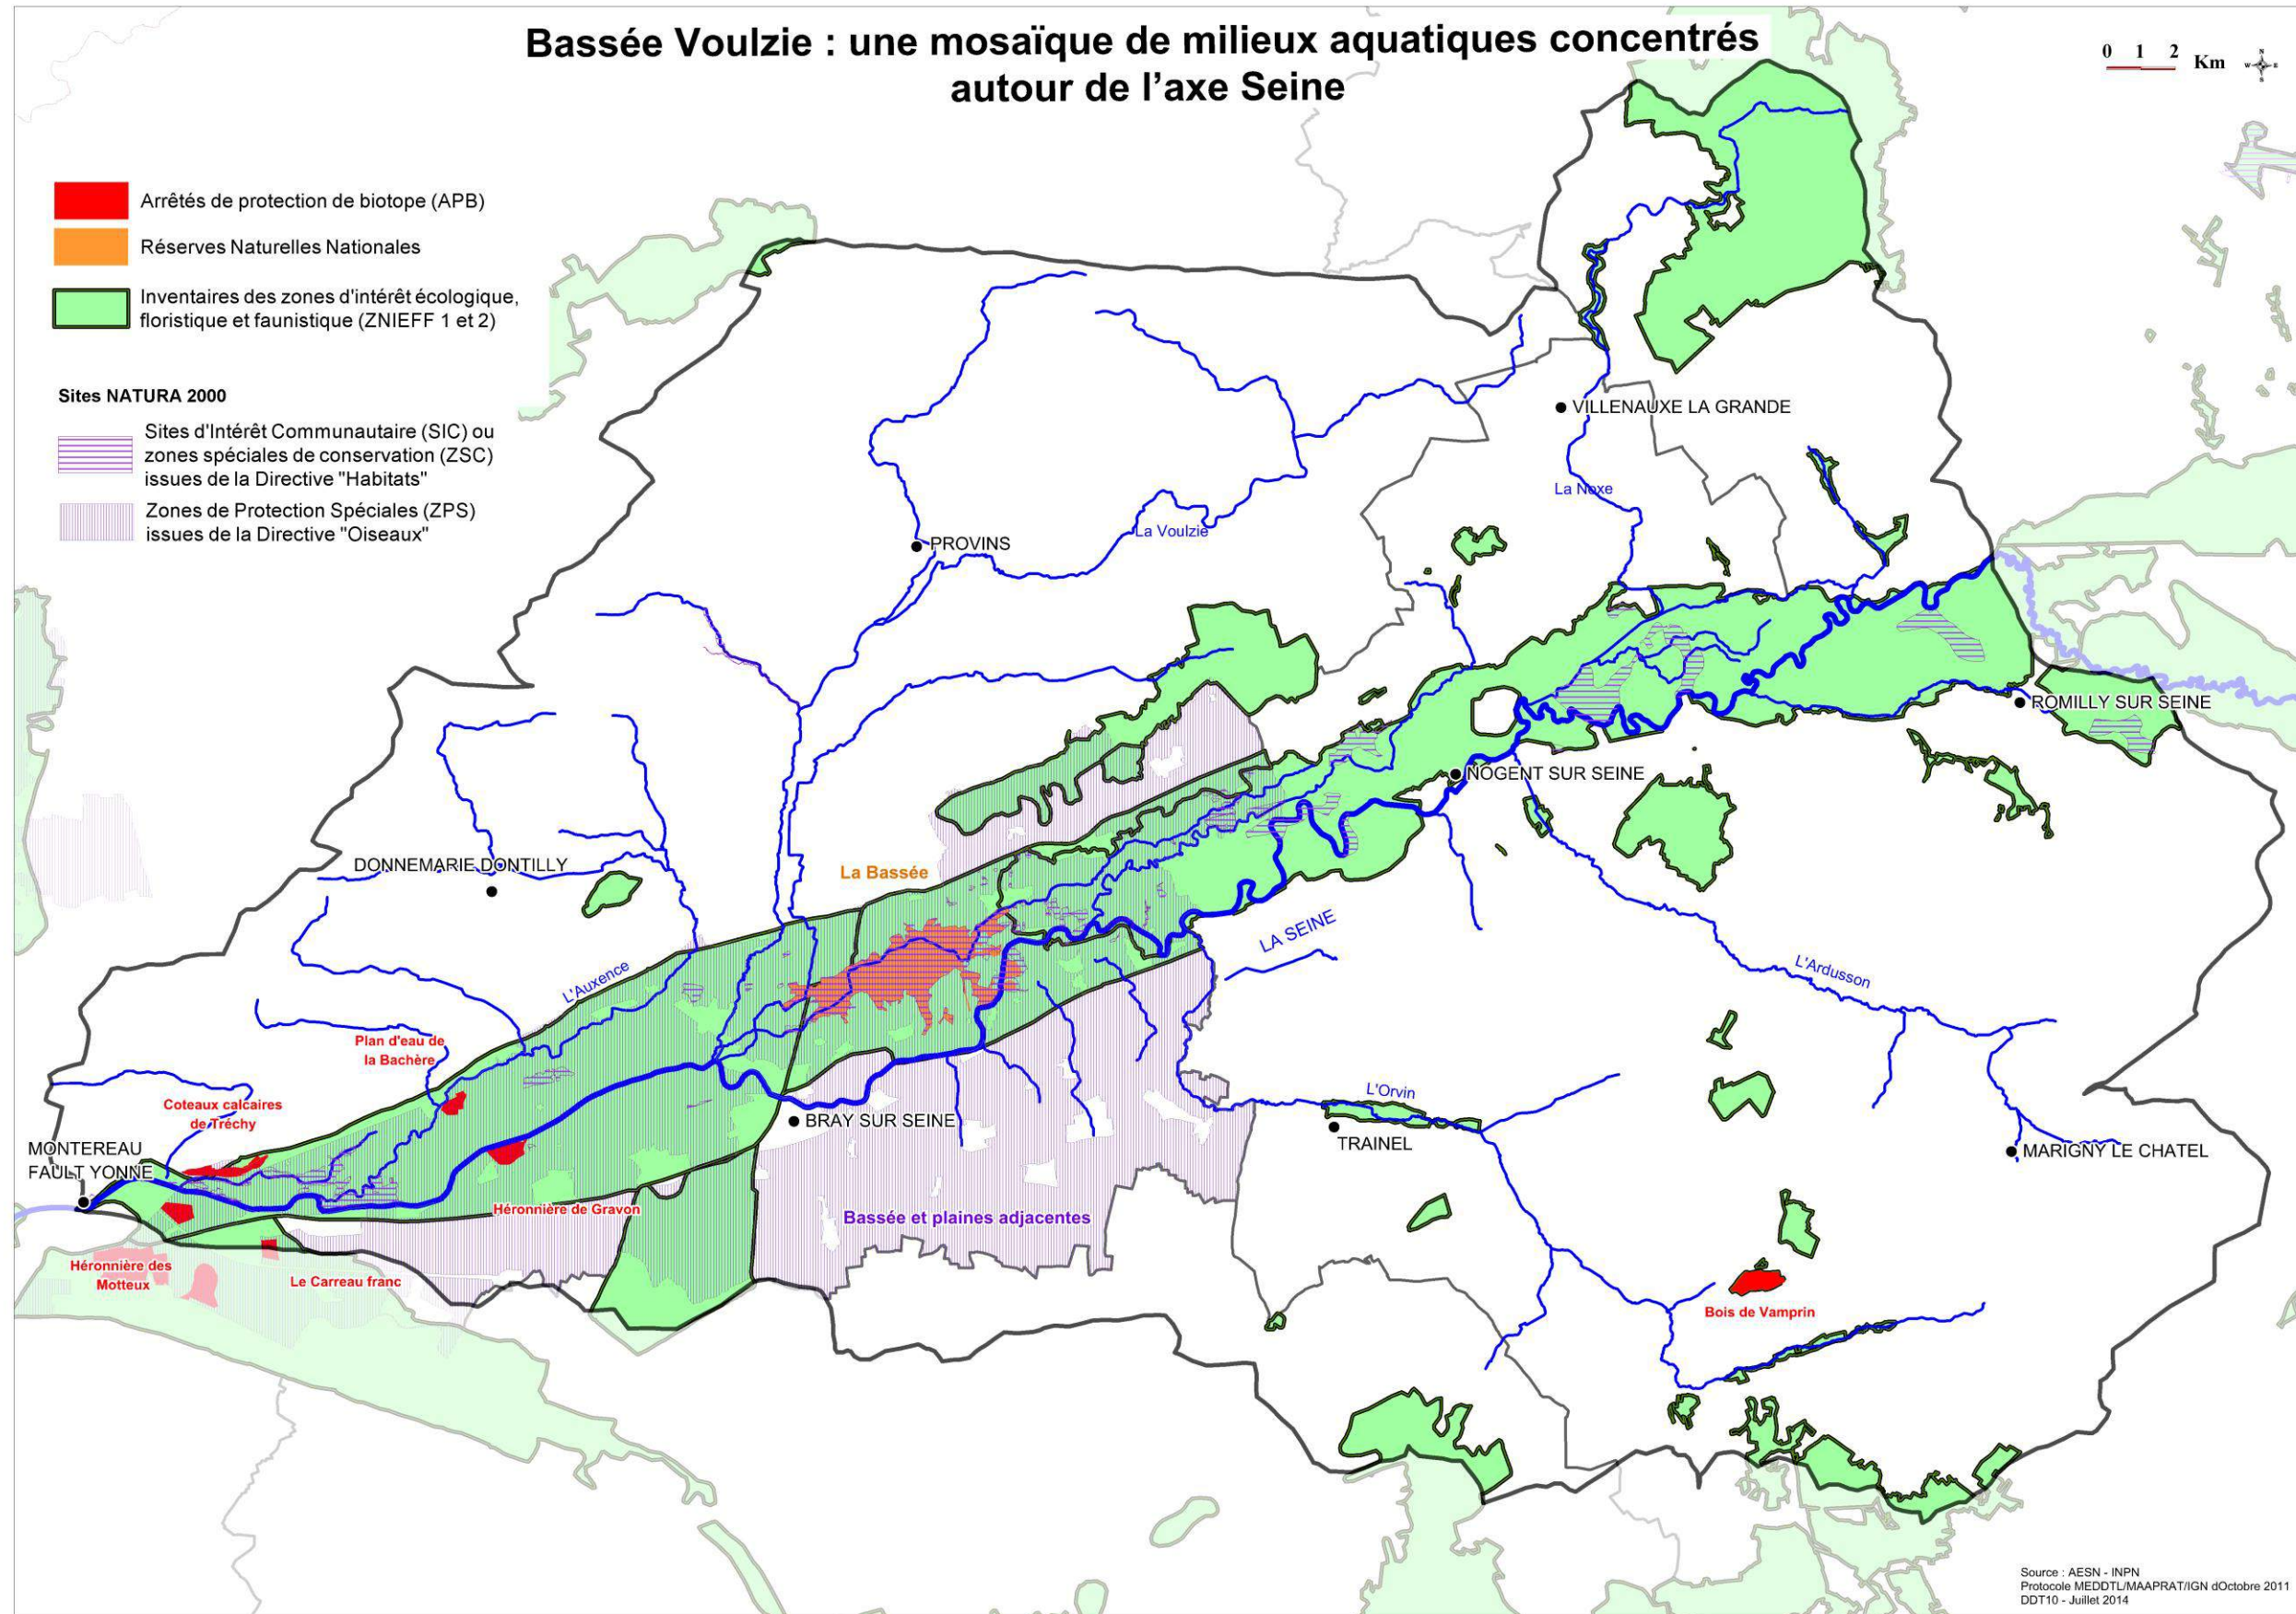 Bassée Voulzie : une mosaïque de milieux aquatiques concentrés
autour de l'axe Seine
0 1 2 Km
N
W E
S
Arrêtés de protection de biotope (APB)
Réserves Naturelles Nationales
Inventaires des zones d'intérêt écologique,
floristique et faunistique (ZNIEFF 1 et 2)
Sites NATURA 2000
Sites d'Intérêt Communautaire (SIC) ou
zones spéciales de conservation (ZSC)
issues de la Directive "Habitats"
Zones de Protection Spéciales (ZPS)
issues de la Directive "Oiseaux"
VILLENAUXE LA GRANDE
La Noxe
La Voulzie
PROVINS
ROMILLY SUR SEINE
NOGENT SUR SEINE
DONNEMARIE DONTILLY
La Bassée
LA SEINE
L'Auxence
L'Ardusson
Plan d'eau de
la Bachère
Coteaux calcaires
de Tréchy
L'Orvin
BRAY SUR SEINE
TRAINEL
MONTEREAU
FAULT YONNE
MARIGNY LE CHATEL
Héronnière de Gravon
Bassée et plaines adjacentes
Héronnière des
Motteux
Le Carreau franc
Bois de Vamprin
Source : AESN - INPN
Protocole MEDDTL/MAAPRAT/IGN dOctobre 2011
DDT10 - Juillet 2014